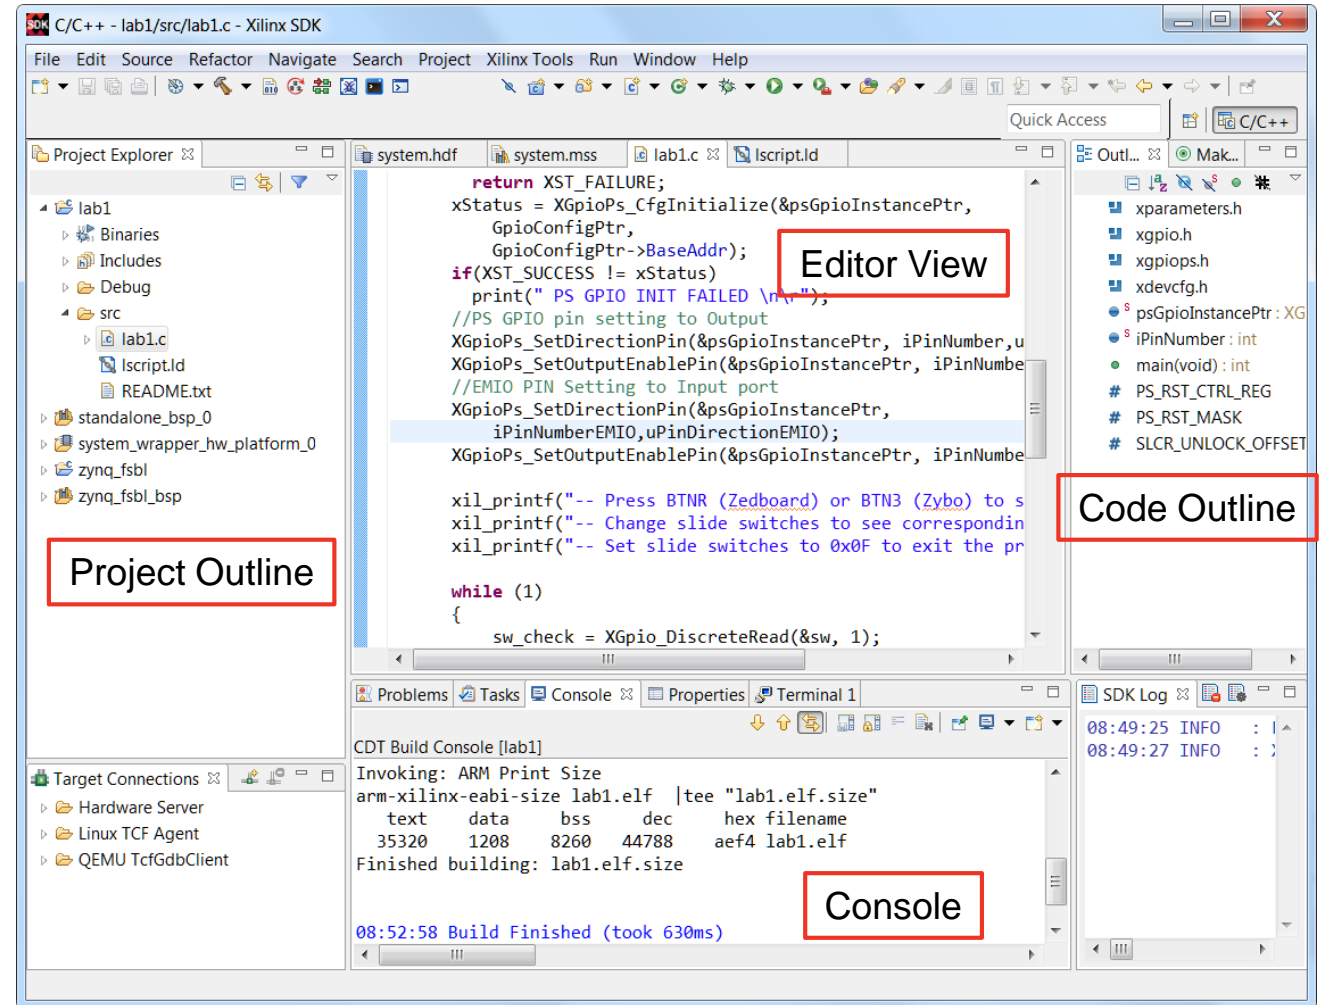 SDK C/C++ - lab1/src/lab1.c - Xilinx SDK
File Edit Source Refactor Navigate Search Project Xilinx Tools Run Window Help
Quick Access
C/C++
Project Explorer
lab1
Binaries
Includes
Debug
src
lab1.c
lscript.ld
README.txt
standalone_bsp_0
system_wrapper_hw_platform_0
zynq_fsbl
zynq_fsbl_bsp
Project Outline
Target Connections
Hardware Server
Linux TCF Agent
QEMU TcfGdbClient
system.hdf system.mss lab1.c lscript.ld
return XST_FAILURE;
xStatus = XGpioPs_CfgInitialize(&psGpioInstancePtr,
GpioConfigPtr,
GpioConfigPtr->BaseAddr);
if(XST_SUCCESS != xStatus)
print(" PS GPIO INIT FAILED \n\r");
//PS GPIO pin setting to Output
XGpioPs_SetDirectionPin(&psGpioInstancePtr, iPinNumber,u
XGpioPs_SetOutputEnablePin(&psGpioInstancePtr, iPinNumbe
//EMIO PIN Setting to Input port
XGpioPs_SetDirectionPin(&psGpioInstancePtr,
iPinNumberEMIO,uPinDirectionEMIO);
XGpioPs_SetOutputEnablePin(&psGpioInstancePtr, iPinNumbe
xil_printf("-- Press BTNR (Zedboard) or BTN3 (Zybo) to s
xil_printf("-- Change slide switches to see correspondin
xil_printf("-- Set slide switches to 0x0F to exit the pr
while (1)
{
sw_check = XGpio_DiscreteRead(&sw, 1);
Editor View
Outl... Mak...
xparameters.h
xgpio.h
xgpiops.h
xdevcfg.h
psGpioInstancePtr : XG
iPinNumber : int
main(void) : int
PS_RST_CTRL_REG
PS_RST_MASK
SLCR_UNLOCK_OFFSET
Code Outline
Problems Tasks Console Properties Terminal 1
CDT Build Console [lab1]
Invoking: ARM Print Size
arm-xilinx-eabi-size lab1.elf |tee "lab1.elf.size"
text data bss dec hex filename
35320 1208 8260 44788 aef4 lab1.elf
Finished building: lab1.elf.size
08:52:58 Build Finished (took 630ms)
Console
SDK Log
08:49:25 INFO :
08:49:27 INFO :